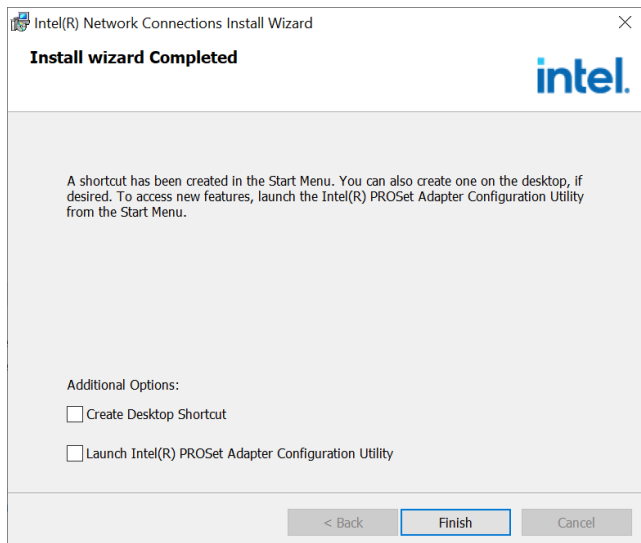 Intel(R) Network Connections Install Wizard
Install wizard Completed
intel.
A shortcut has been created in the Start Menu. You can also create one on the desktop, if
desired. To access new features, launch the Intel(R) PROSet Adapter Configuration Utility
from the Start Menu.
Additional Options:
Create Desktop Shortcut
Launch Intel(R) PROSet Adapter Configuration Utility
< Back
Finish
Cancel